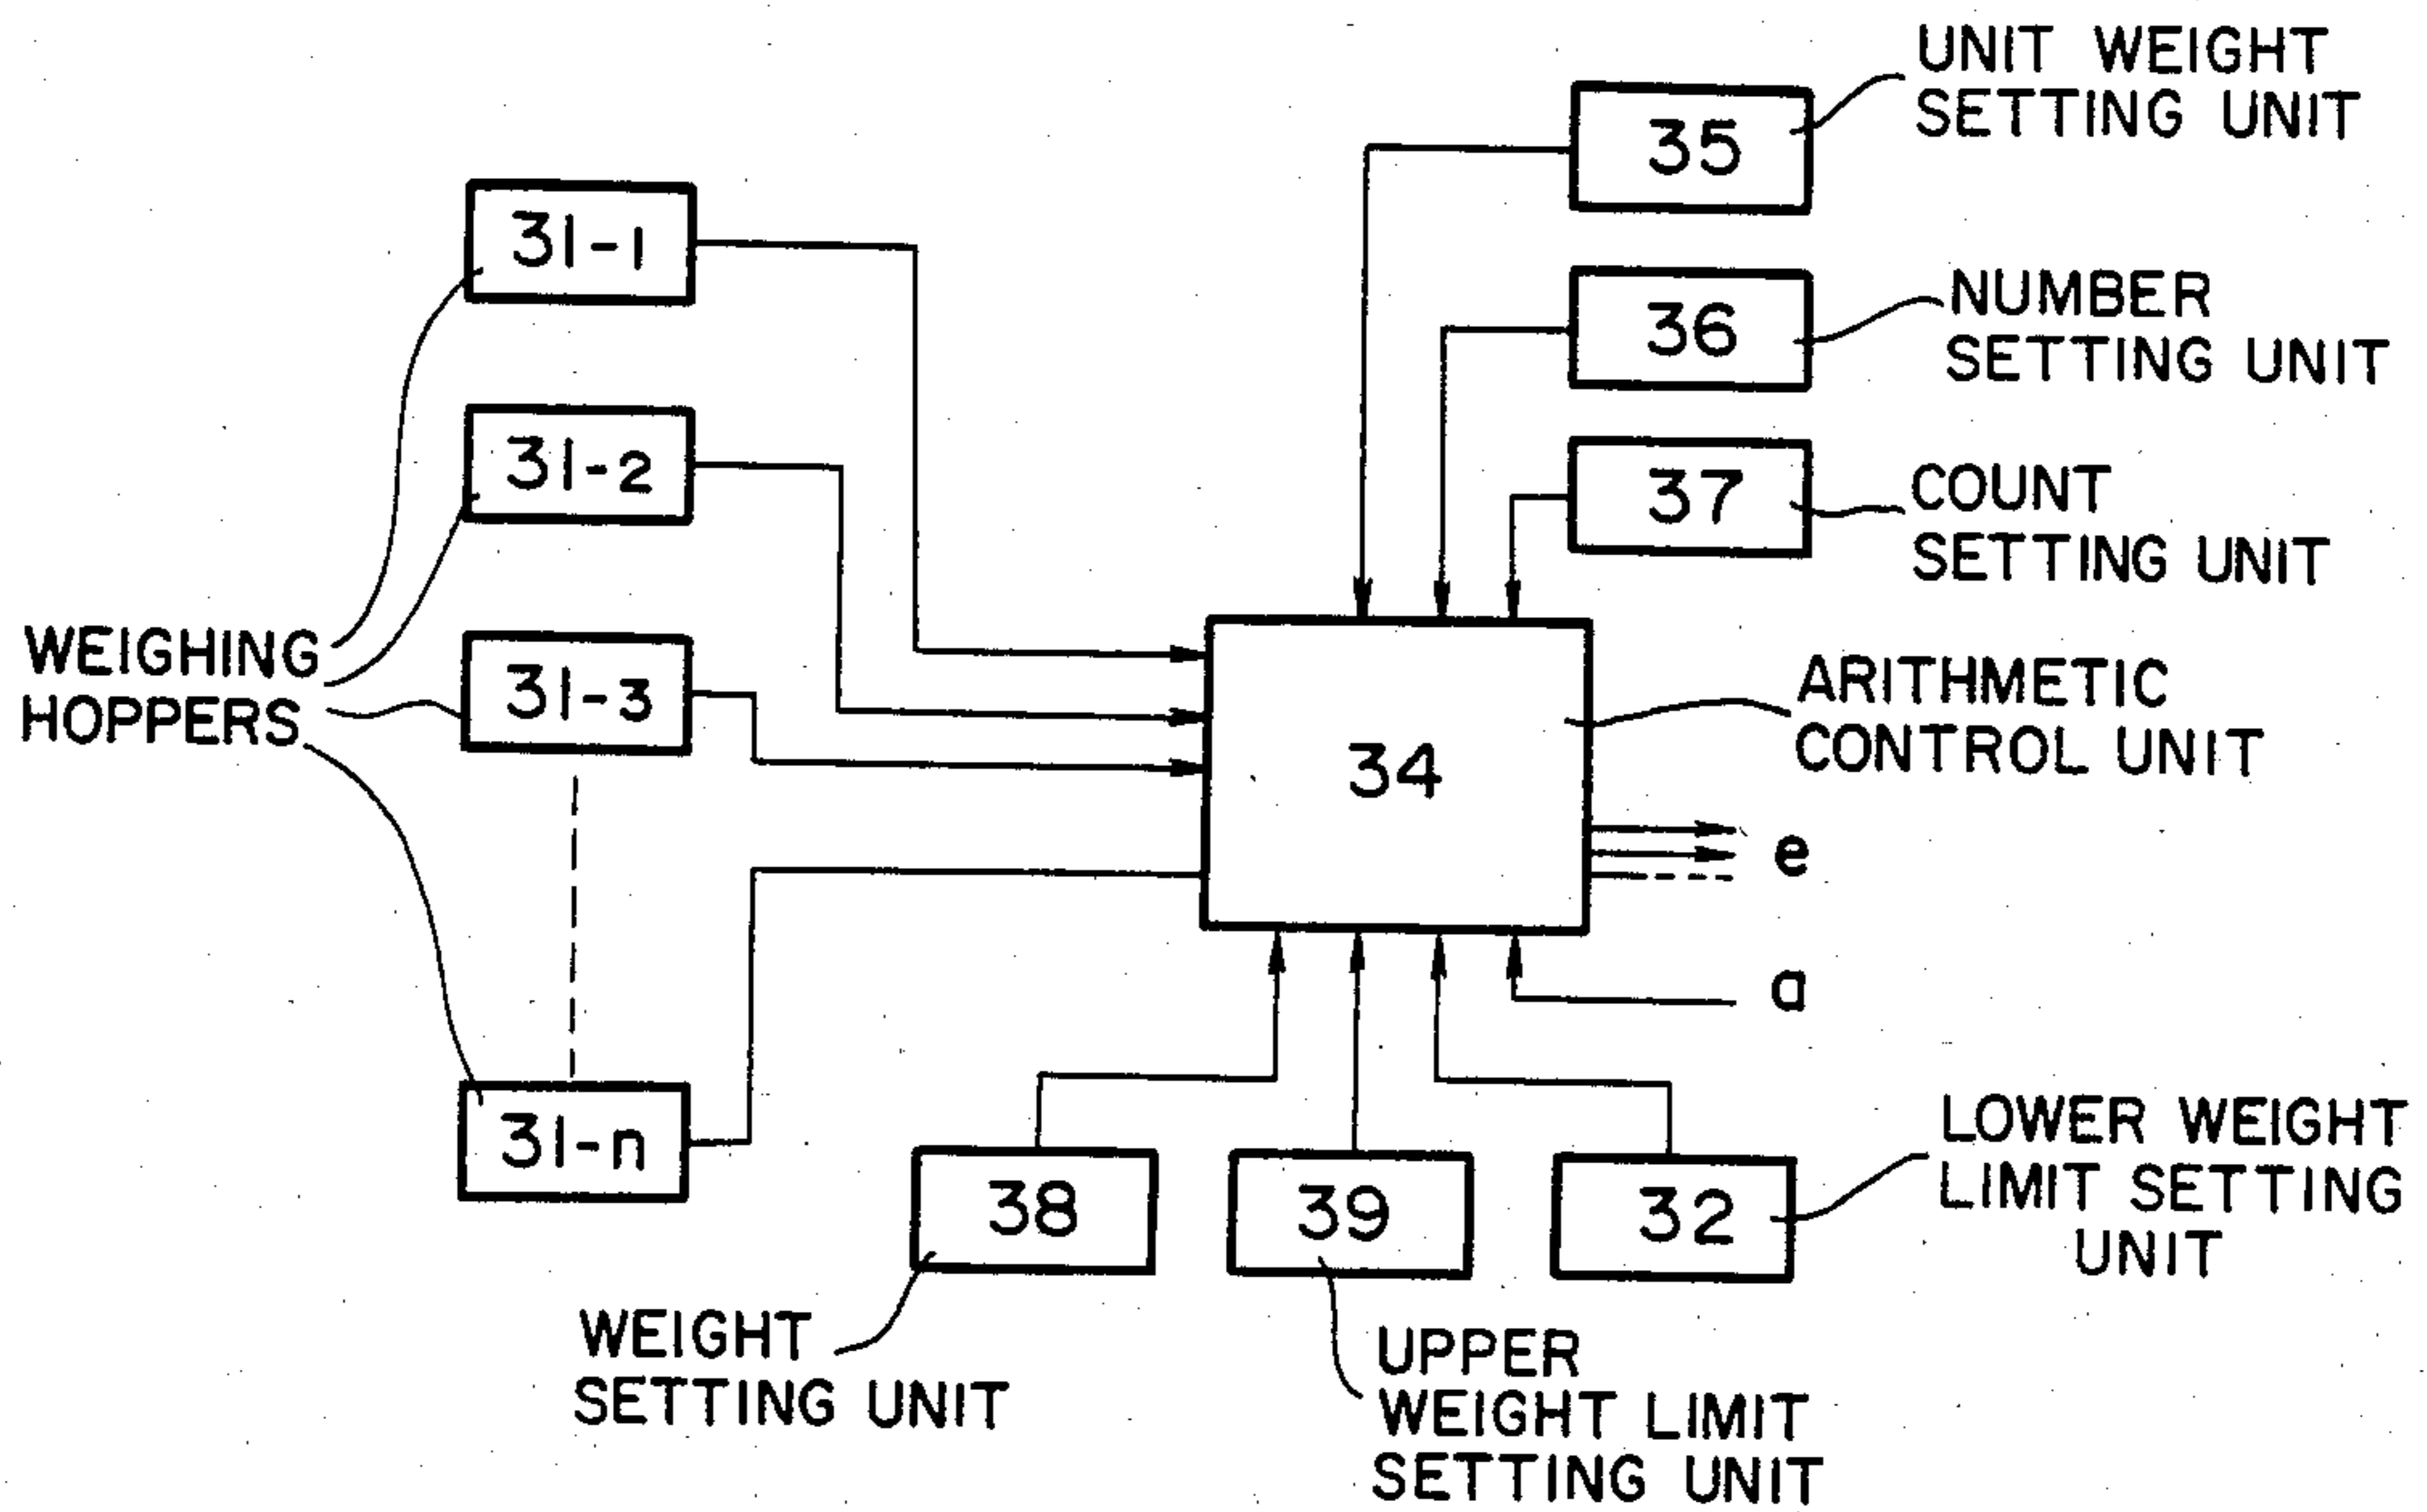 UNIT WEIGHT
SETTING UNIT
35
31-1
36
NUMBER
SETTING UNIT
31-2
37
COUNT
SETTING UNIT
WEIGHING
HOPPERS
31-3
34
ARITHMETIC
CONTROL UNIT
e
a
31-n
38
39
32
LOWER WEIGHT
LIMIT SETTING
UNIT
WEIGHT
SETTING UNIT
UPPER
WEIGHT LIMIT
SETTING UNIT